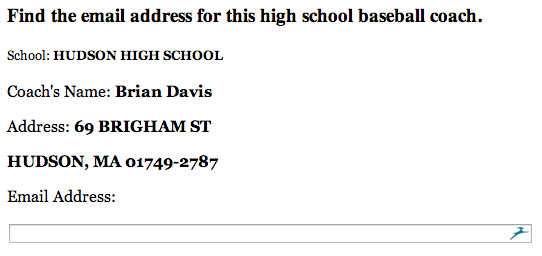 Find the email address for this high school baseball coach.
School: HUDSON HIGH SCHOOL
Coach's Name: Brian Davis
Address: 69 BRIGHAM ST
HUDSON, MA 01749-2787
Email Address: